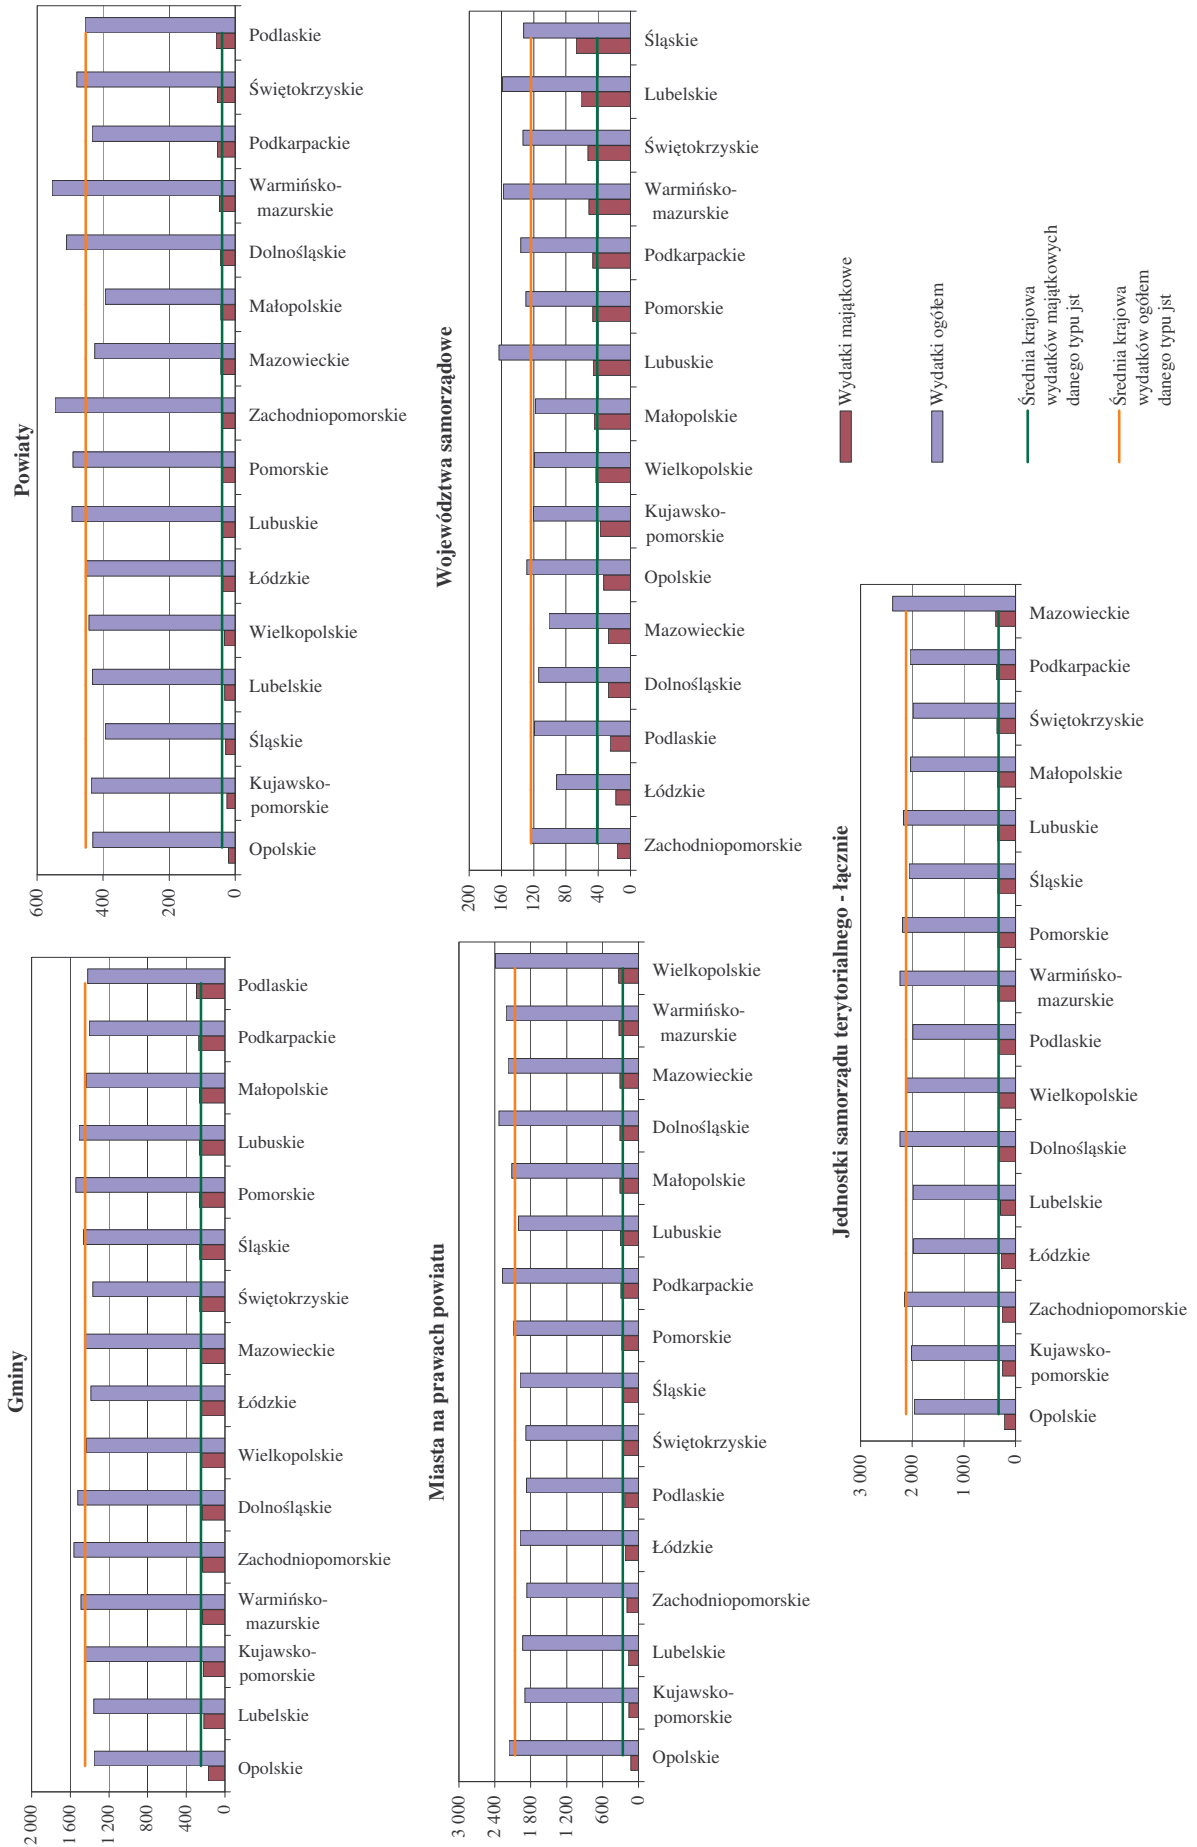 Powiaty
600
400
200
0
Podlaskie
Świętokrzyskie
Podkarpackie
Warmińsko-
mazurskie
Dolnośląskie
Małopolskie
Mazowieckie
Zachodniopomorskie
Pomorskie
Lubuskie
Łódzkie
Wielkopolskie
Lubelskie
Śląskie
Kujawsko-
pomorskie
Opolskie
Województwa samorządowe
200
160
120
80
40
0
Śląskie
Lubelskie
Świętokrzyskie
Warmińsko-
mazurskie
Podkarpackie
Pomorskie
Lubuskie
Małopolskie
Wielkopolskie
Kujawsko-
pomorskie
Opolskie
Mazowieckie
Dolnośląskie
Podlaskie
Łódzkie
Zachodniopomorskie
Wydatki majątkowe
Wydatki ogółem
Średnia krajowa
wydatków majątkowych
danego typu jst
Średnia krajowa
wydatków ogółem
danego typu jst
Gminy
2 000
1 600
1 200
800
400
0
Podlaskie
Podkarpackie
Małopolskie
Lubuskie
Pomorskie
Śląskie
Świętokrzyskie
Mazowieckie
Łódzkie
Wielkopolskie
Dolnośląskie
Zachodniopomorskie
Warmińsko-
mazurskie
Kujawsko-
pomorskie
Lubelskie
Opolskie
Miasta na prawach powiatu
3 000
2 400
1 800
1 200
600
0
Wielkopolskie
Warmińsko-
mazurskie
Mazowieckie
Dolnośląskie
Małopolskie
Lubuskie
Podkarpackie
Pomorskie
Śląskie
Świętokrzyskie
Podlaskie
Łódzkie
Zachodniopomorskie
Lubelskie
Kujawsko-
pomorskie
Opolskie
Jednostki samorządu terytorialnego - łącznie
3 000
2 000
1 000
0
Mazowieckie
Podkarpackie
Świętokrzyskie
Małopolskie
Lubuskie
Śląskie
Pomorskie
Warmińsko-
mazurskie
Podlaskie
Wielkopolskie
Dolnośląskie
Lubelskie
Łódzkie
Zachodniopomorskie
Kujawsko-
pomorskie
Opolskie